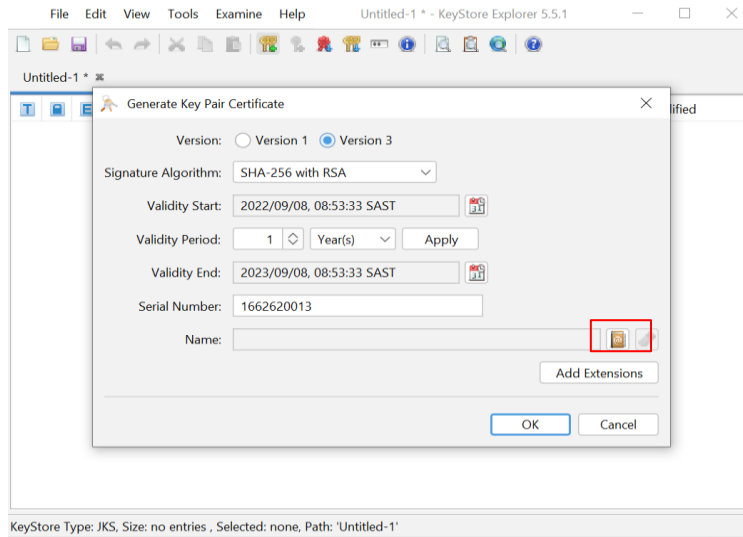 File Edit View Tools Examine Help Untitled-1 * - KeyStore Explorer 5.5.1
Untitled-1 *
T E
Generate Key Pair Certificate
lified
Version: Version 1 Version 3
Signature Algorithm: SHA-256 with RSA
Validity Start: 2022/09/08, 08:53:33 SAST
31
Validity Period: 1 Year(s) Apply
Validity End: 2023/09/08, 08:53:33 SAST
31
Serial Number: 1662620013
Name: @
Add Extensions
OK Cancel
KeyStore Type: JKS, Size: no entries , Selected: none, Path: 'Untitled-1'